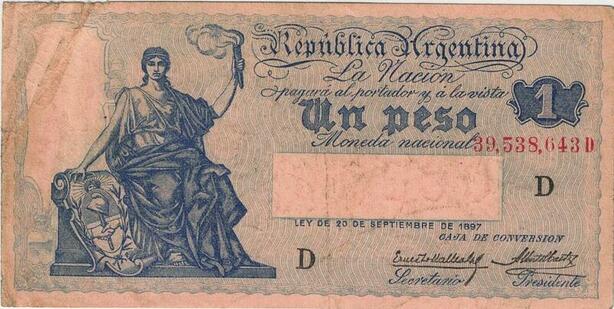 República Argentina
La Nación
pagará al portador y á la vista
1
Un peso
Moneda nacional
39,538,643 D
D
LEY DE 20 DE SEPTIEMBRE DE 1897
CAJA DE CONVERSION
D
Secretario
Presidente